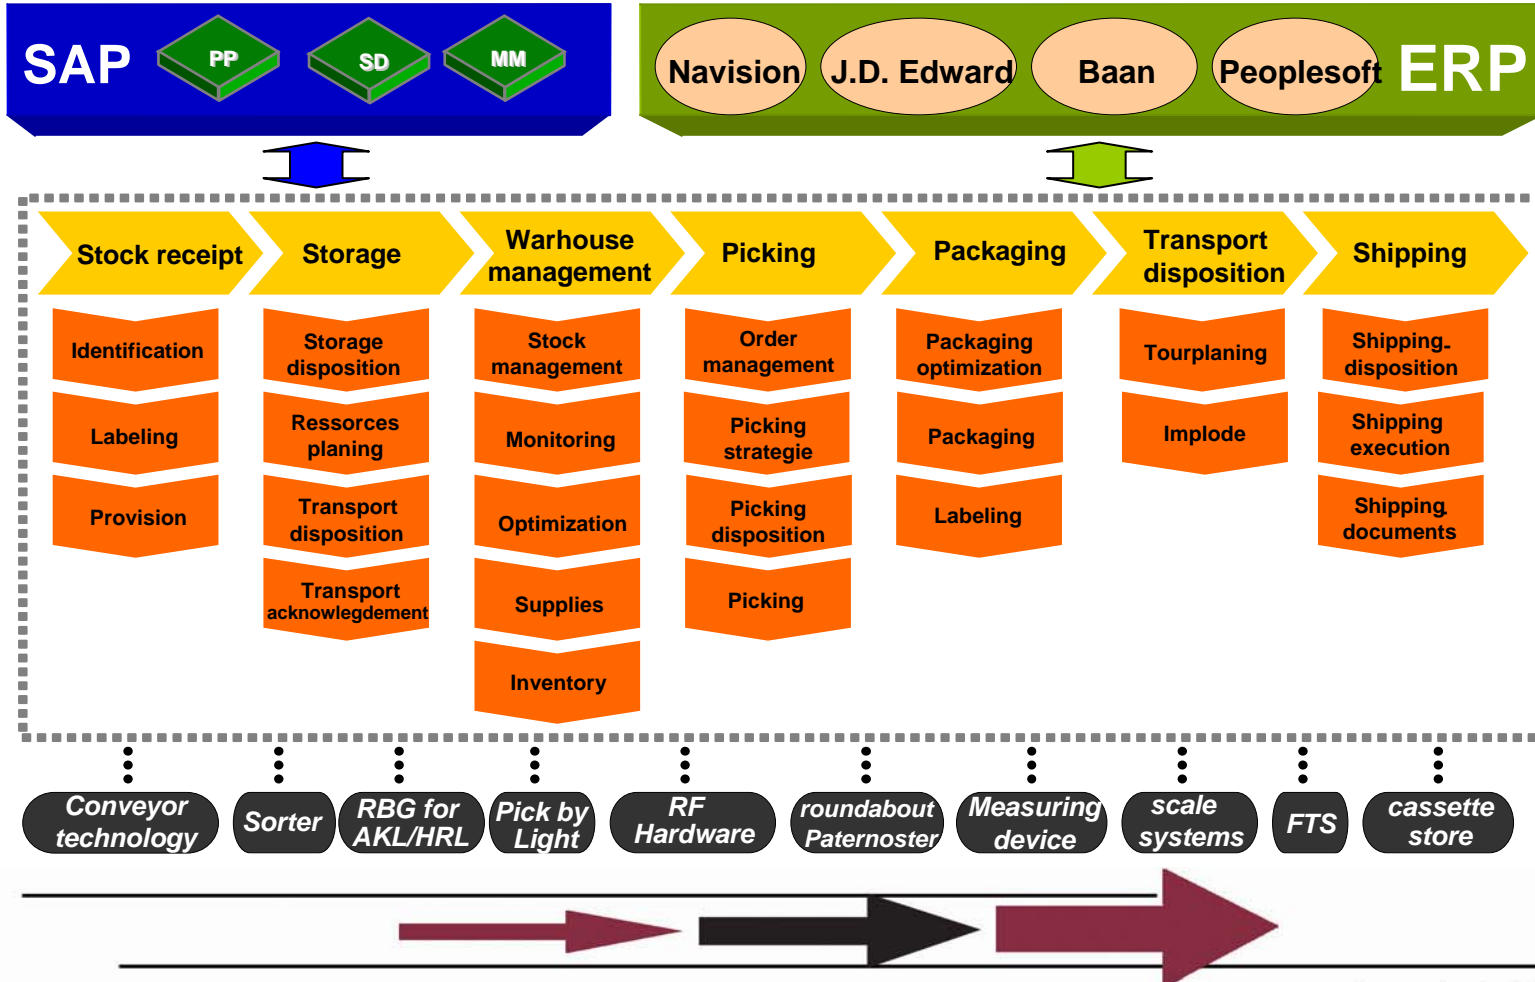 SAP
PP
SD
MM
Navision
J.D. Edward
Baan
Peoplesoft
ERP
Stock receipt
Storage
Warhouse
management
Picking
Packaging
Transport
disposition
Shipping
Identification
Labeling
Provision
Storage
disposition
Ressorces
planing
Transport
disposition
Transport
acknowlegdement
Stock
management
Monitoring
Optimization
Supplies
Inventory
Order
management
Picking
strategie
Picking
disposition
Picking
Packaging
optimization
Packaging
Labeling
Tourplaning
Implode
Shipping-
disposition
Shipping
execution
Shipping.
documents
Conveyor
technology
Sorter
RBG for
AKL/HRL
Pick by
Light
RF
Hardware
roundabout
Paternoster
Measuring
device
scale
systems
FTS
cassette
store